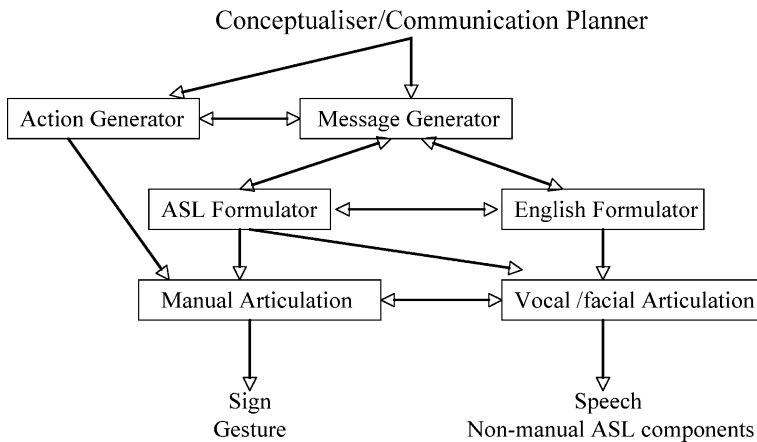 Conceptualiser/Communication Planner
Action Generator
Message Generator
ASL Formulator
English Formulator
Manual Articulation
Vocal /facial Articulation
Sign
Gesture
Speech
Non-manual ASL components